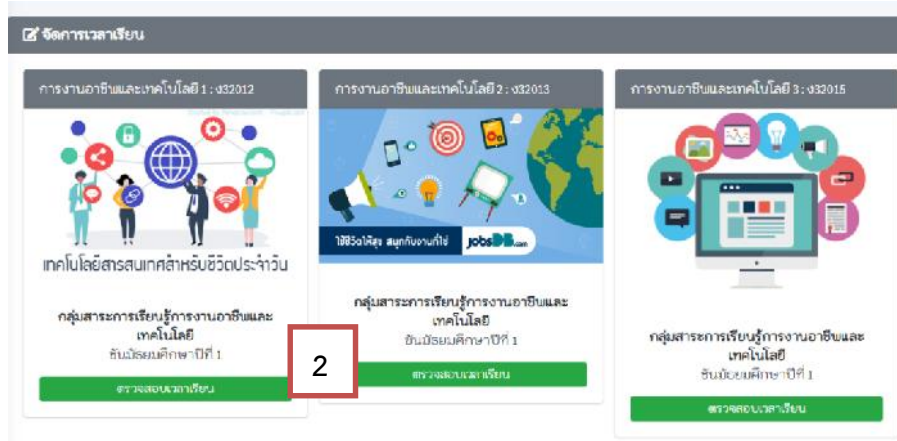 จัดการเวลาเรียน
การงานอาชีพและเทคโนโลยี 1 : ง32012
เทคโนโลยีสารสนเทศสำหรับชีวิตประจำวัน
กลุ่มสาระการเรียนรู้การงานอาชีพและ
เทคโนโลยี
ชั้นมัธยมศึกษาปีที่ 1
ตรวจสอบเวลาเรียน
2
การงานอาชีพและเทคโนโลยี 2 : ง32013
ใช้ชีวิตให้สุข สนุกกับงานที่ใช่
jobsDB.com
กลุ่มสาระการเรียนรู้การงานอาชีพและ
เทคโนโลยี
ชั้นมัธยมศึกษาปีที่ 1
ตรวจสอบเวลาเรียน
การงานอาชีพและเทคโนโลยี 3 : ง32015
กลุ่มสาระการเรียนรู้การงานอาชีพและ
เทคโนโลยี
ชั้นมัธยมศึกษาปีที่ 1
ตรวจสอบเวลาเรียน